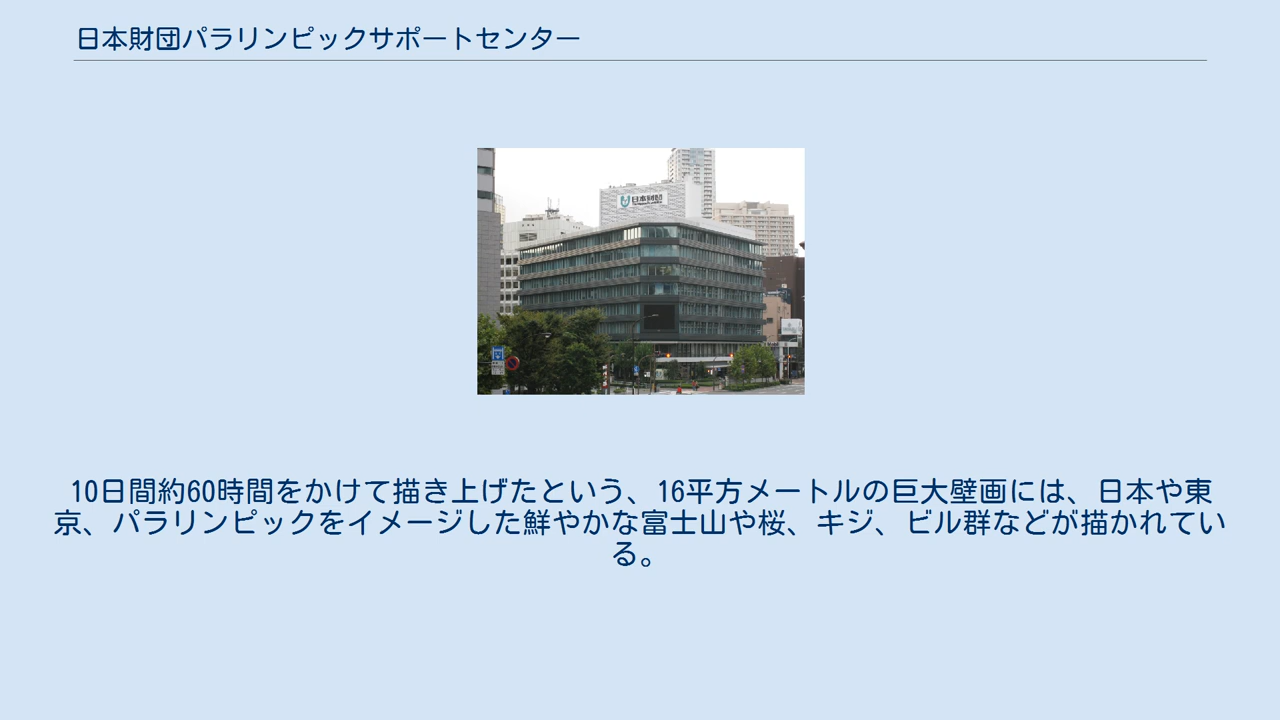 日本財団パラリンピックサポートセンター
日本財団
10日間約60時間をかけて描き上げたという、16平方メートルの巨大壁画には、日本や東
京、パラリンピックをイメージした鮮やかな富士山や桜、キジ、ビル群などが描かれてい
る。